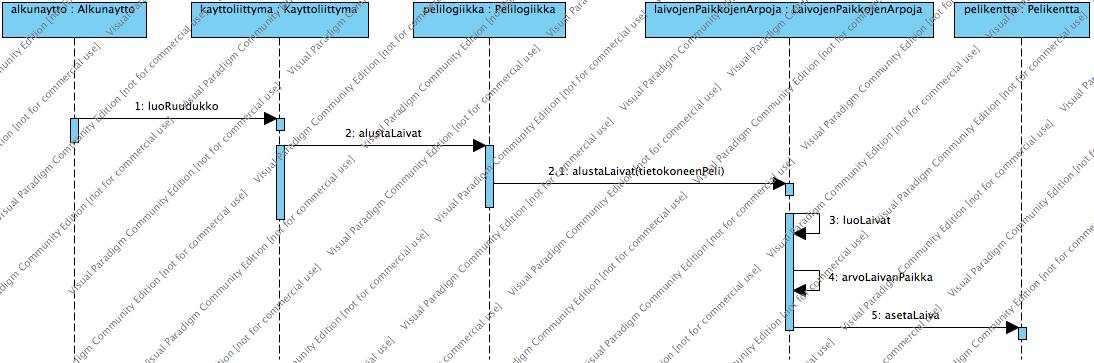 alkunaytto : Alkunaytto
kayttoliittyma : Kayttoliittyma
pelilogiikka : Pelilogiikka
laivojenPaikkojenArpoja : LaivojenPaikkojenArpoja
pelikentta : Pelikentta
1: luoRuudukko
2: alustaLaivat
2.1: alustaLaivat(tietokoneenPeli)
3: luoLaivat
4: arvoLaivanPaikka
5: asetaLaiva
Visual Paradigm Community Edition [not for commercial use]